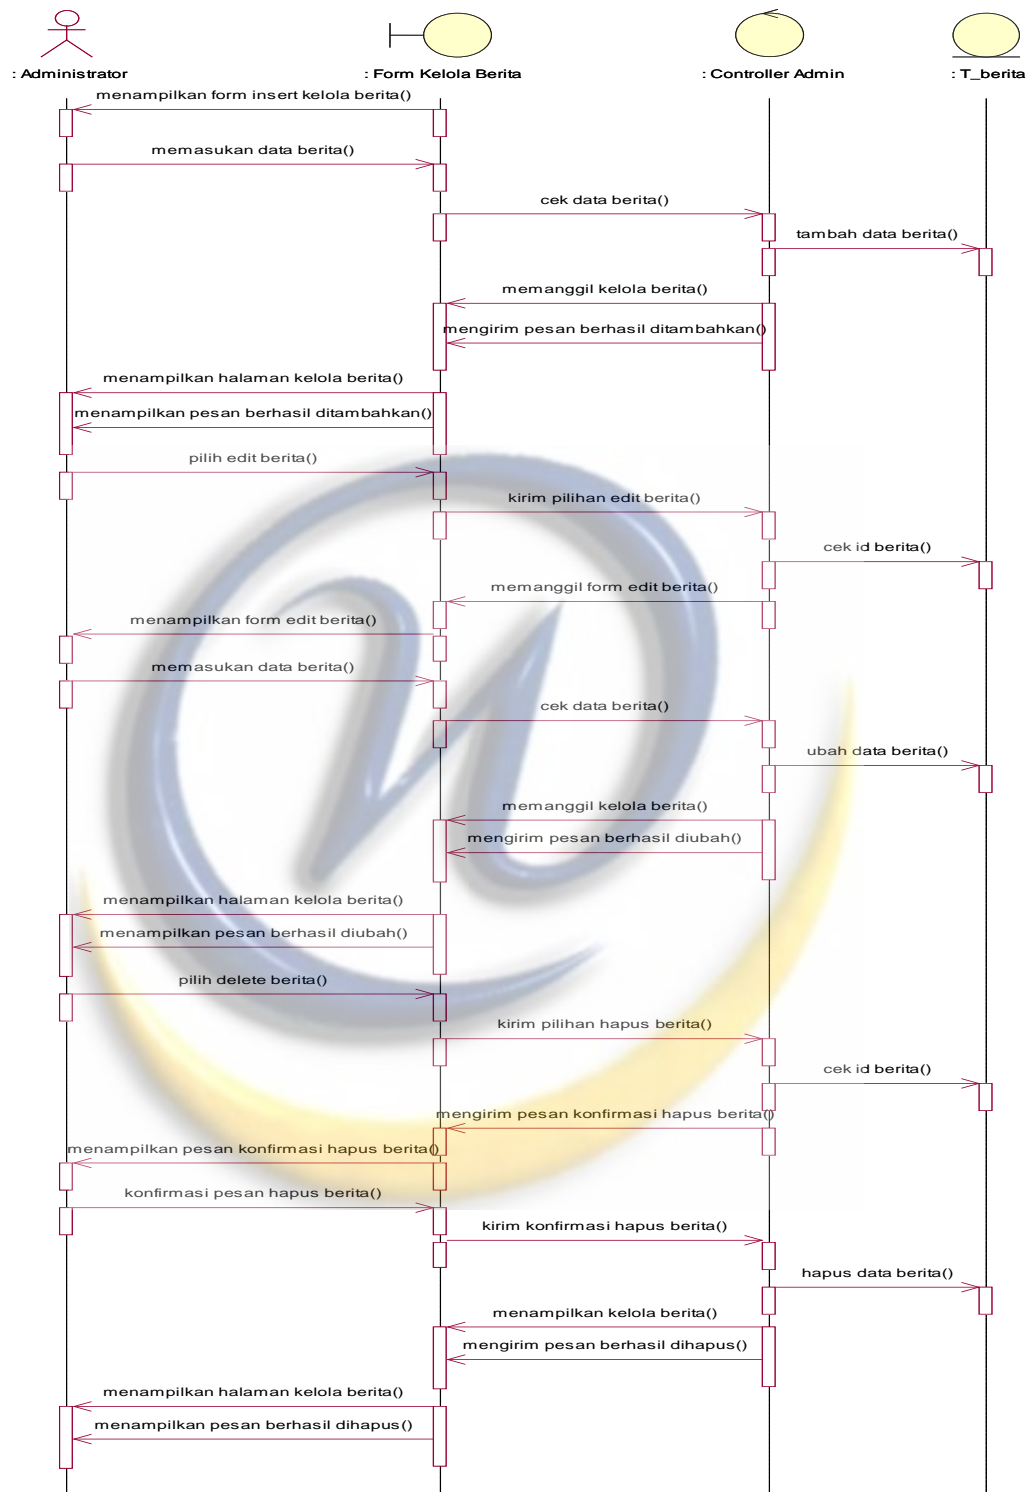 : Administrator
: Form Kelola Berita
: Controller Admin
: T_berita
menampilkan form insert kelola berita()
memasukan data berita()
cek data berita()
tambah data berita()
memanggil kelola berita()
mengirim pesan berhasil ditambahkan()
menampilkan halaman kelola berita()
menampilkan pesan berhasil ditambahkan()
pilih edit berita()
kirim pilihan edit berita()
cek id berita()
memanggil form edit berita()
menampilkan form edit berita()
memasukan data berita()
cek data berita()
ubah data berita()
memanggil kelola berita()
mengirim pesan berhasil diubah()
menampilkan halaman kelola berita()
menampilkan pesan berhasil diubah()
pilih delete berita()
kirim pilihan hapus berita()
cek id berita()
mengirim pesan konfirmasi hapus berita()
menampilkan pesan konfirmasi hapus berita()
konfirmasi pesan hapus berita()
kirim konfirmasi hapus berita()
hapus data berita()
menampilkan kelola berita()
mengirim pesan berhasil dihapus()
menampilkan halaman kelola berita()
menampilkan pesan berhasil dihapus()